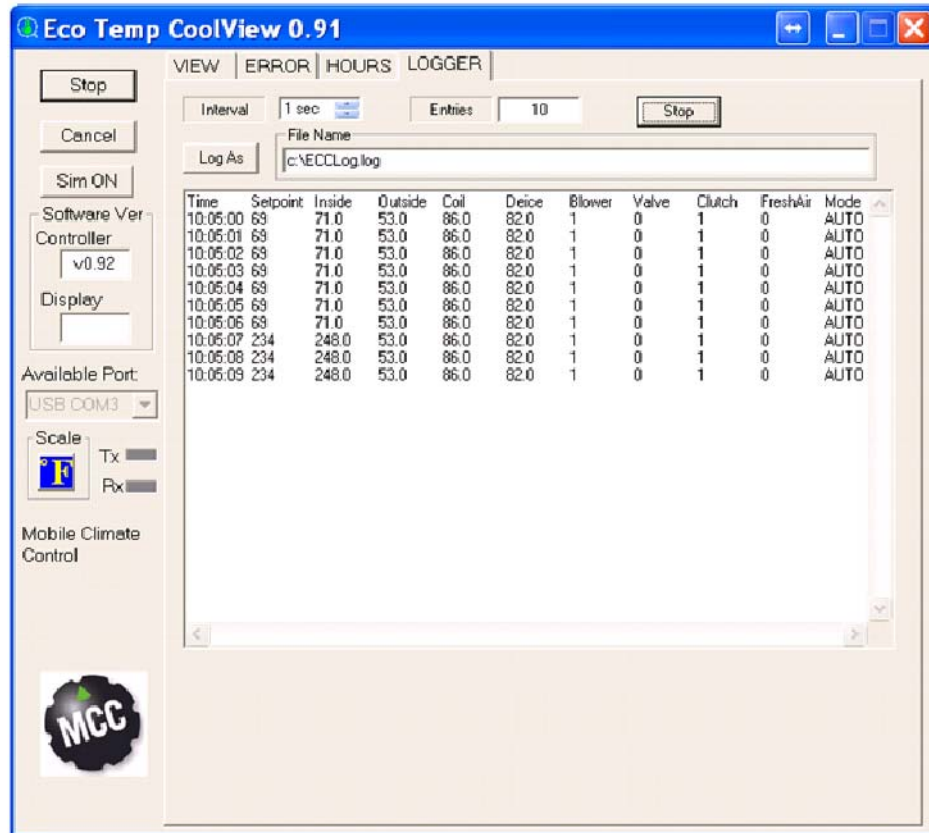 Eco Temp CoolView 0.91
Stop
Cancel
Sim ON
Software Ver
Controller
v0.92
Display
Available Port:
USB COM3
Scale
°F
Tx
Rx
Mobile Climate
Control
MCC
VIEW ERROR HOURS LOGGER
Interval 1 sec Entries 10 Stop
File Name
Log As c:\ECCLog.log
Time Setpoint Inside Outside Coil Deice Blower Valve Clutch FreshAir Mode
10:05:00 69 71.0 53.0 86.0 82.0 1 0 1 0 AUTO
10:05:01 69 71.0 53.0 86.0 82.0 1 0 1 0 AUTO
10:05:02 69 71.0 53.0 86.0 82.0 1 0 1 0 AUTO
10:05:03 69 71.0 53.0 86.0 82.0 1 0 1 0 AUTO
10:05:04 69 71.0 53.0 86.0 82.0 1 0 1 0 AUTO
10:05:05 69 71.0 53.0 86.0 82.0 1 0 1 0 AUTO
10:05:06 69 71.0 53.0 86.0 82.0 1 0 1 0 AUTO
10:05:07 234 248.0 53.0 86.0 82.0 1 0 1 0 AUTO
10:05:08 234 248.0 53.0 86.0 82.0 1 0 1 0 AUTO
10:05:09 234 248.0 53.0 86.0 82.0 1 0 1 0 AUTO